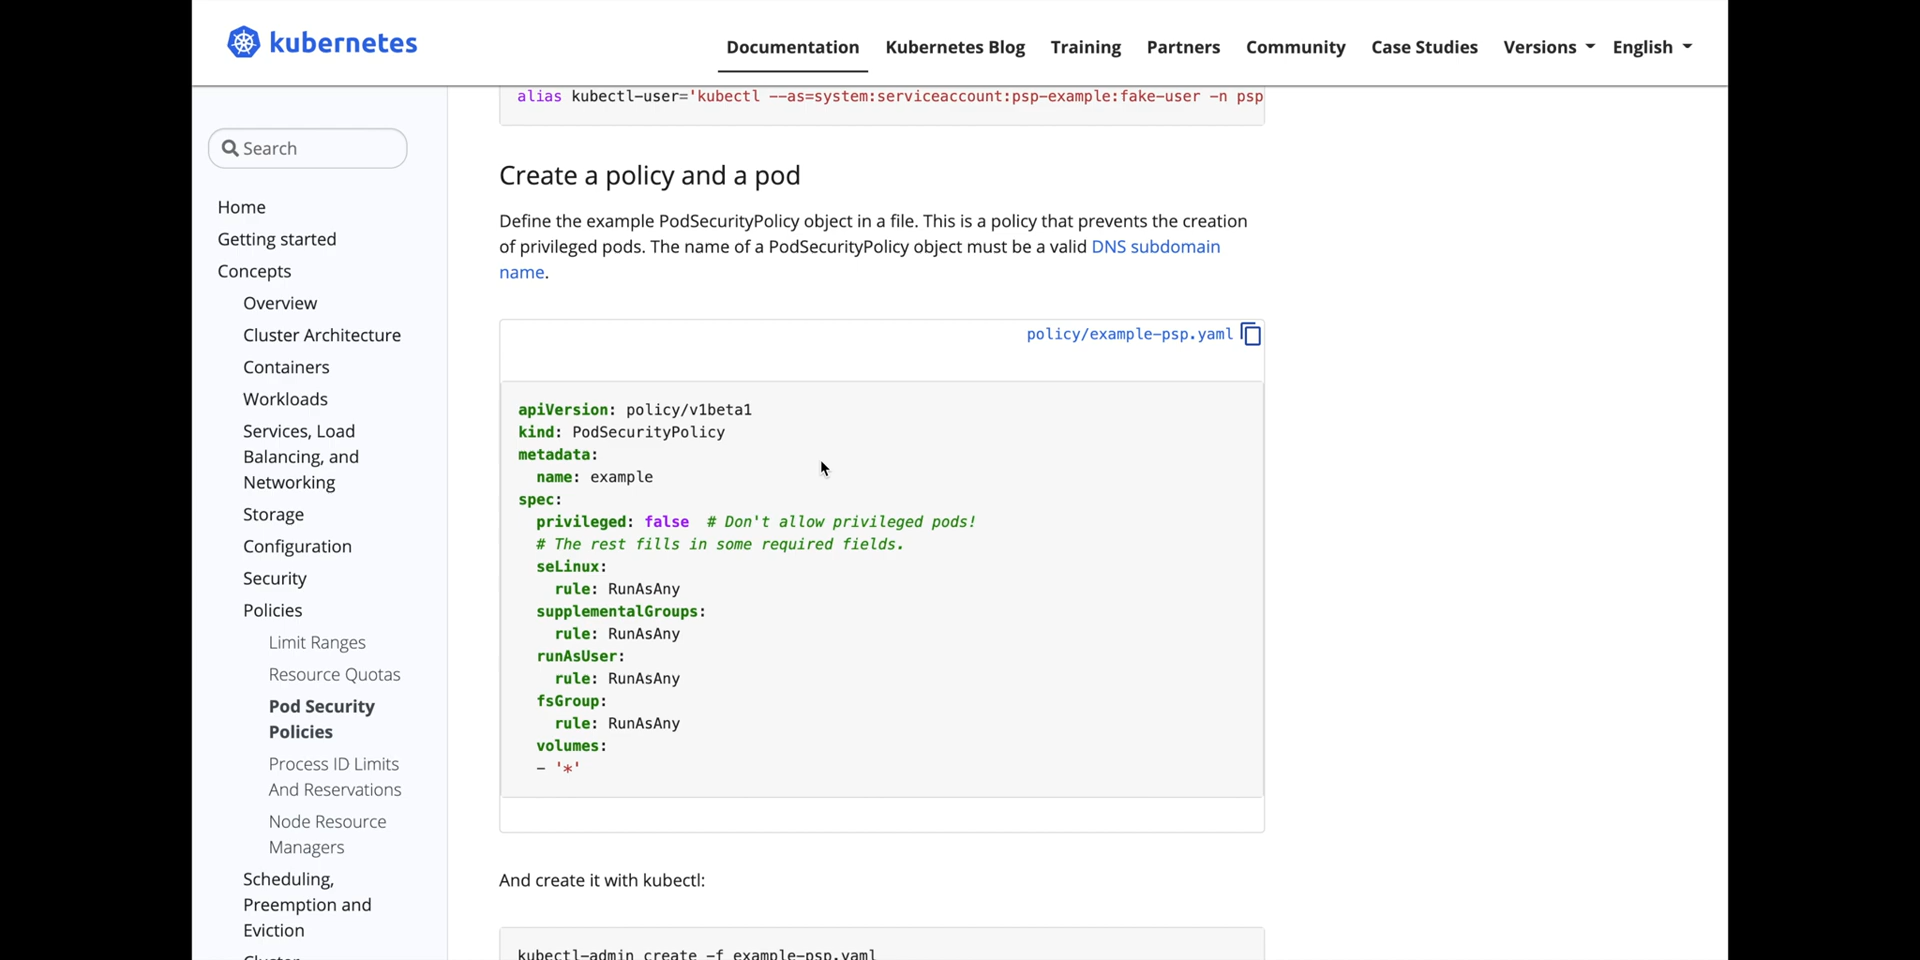 kubernetes
Documentation
Kubernetes Blog
Training
Partners
Community
Case Studies
Versions
English
Search
Home
Getting started
Concepts
Overview
Cluster Architecture
Containers
Workloads
Services, Load
Balancing, and
Networking
Storage
Configuration
Security
Policies
Limit Ranges
Resource Quotas
Pod Security
Policies
Process ID Limits
And Reservations
Node Resource
Managers
Scheduling,
Preemption and
Eviction
Cluster
alias kubectl-user='kubectl --as=system:serviceaccount:psp-example:fake-user -n psp
Create a policy and a pod
Define the example PodSecurityPolicy object in a file. This is a policy that prevents the creation
of privileged pods. The name of a PodSecurityPolicy object must be a valid DNS subdomain
name.
policy/example-psp.yaml
apiVersion: policy/v1beta1
kind: PodSecurityPolicy
metadata:
  name: example
spec:
  privileged: false  # Don't allow privileged pods!
  # The rest fills in some required fields.
  seLinux:
    rule: RunAsAny
  supplementalGroups:
    rule: RunAsAny
  runAsUser:
    rule: RunAsAny
  fsGroup:
    rule: RunAsAny
  volumes:
  - '*'
And create it with kubectl:
kubectl-admin create -f example-psp.yaml